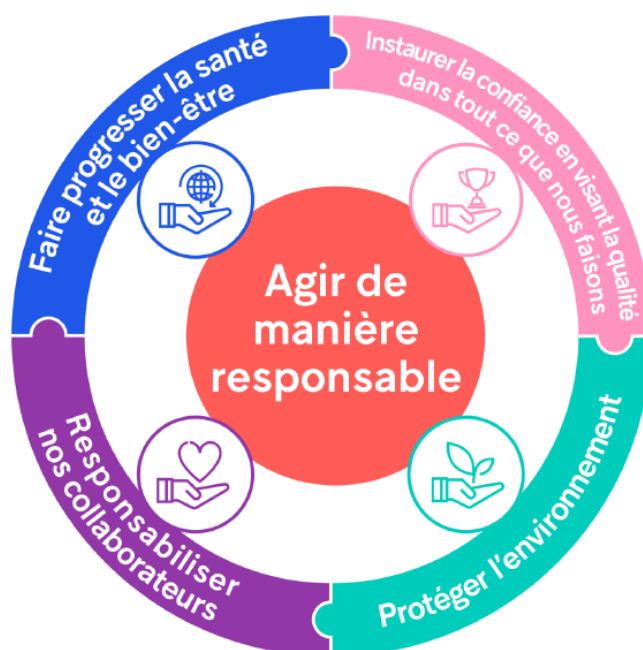 Faire progresser la santé
et le bien-être
Instaurer la confiance en visant la qualité
dans tout ce que nous faisons
Agir de
manière
responsable
Responsabiliser
nos collaborateurs
Protéger l'environnement